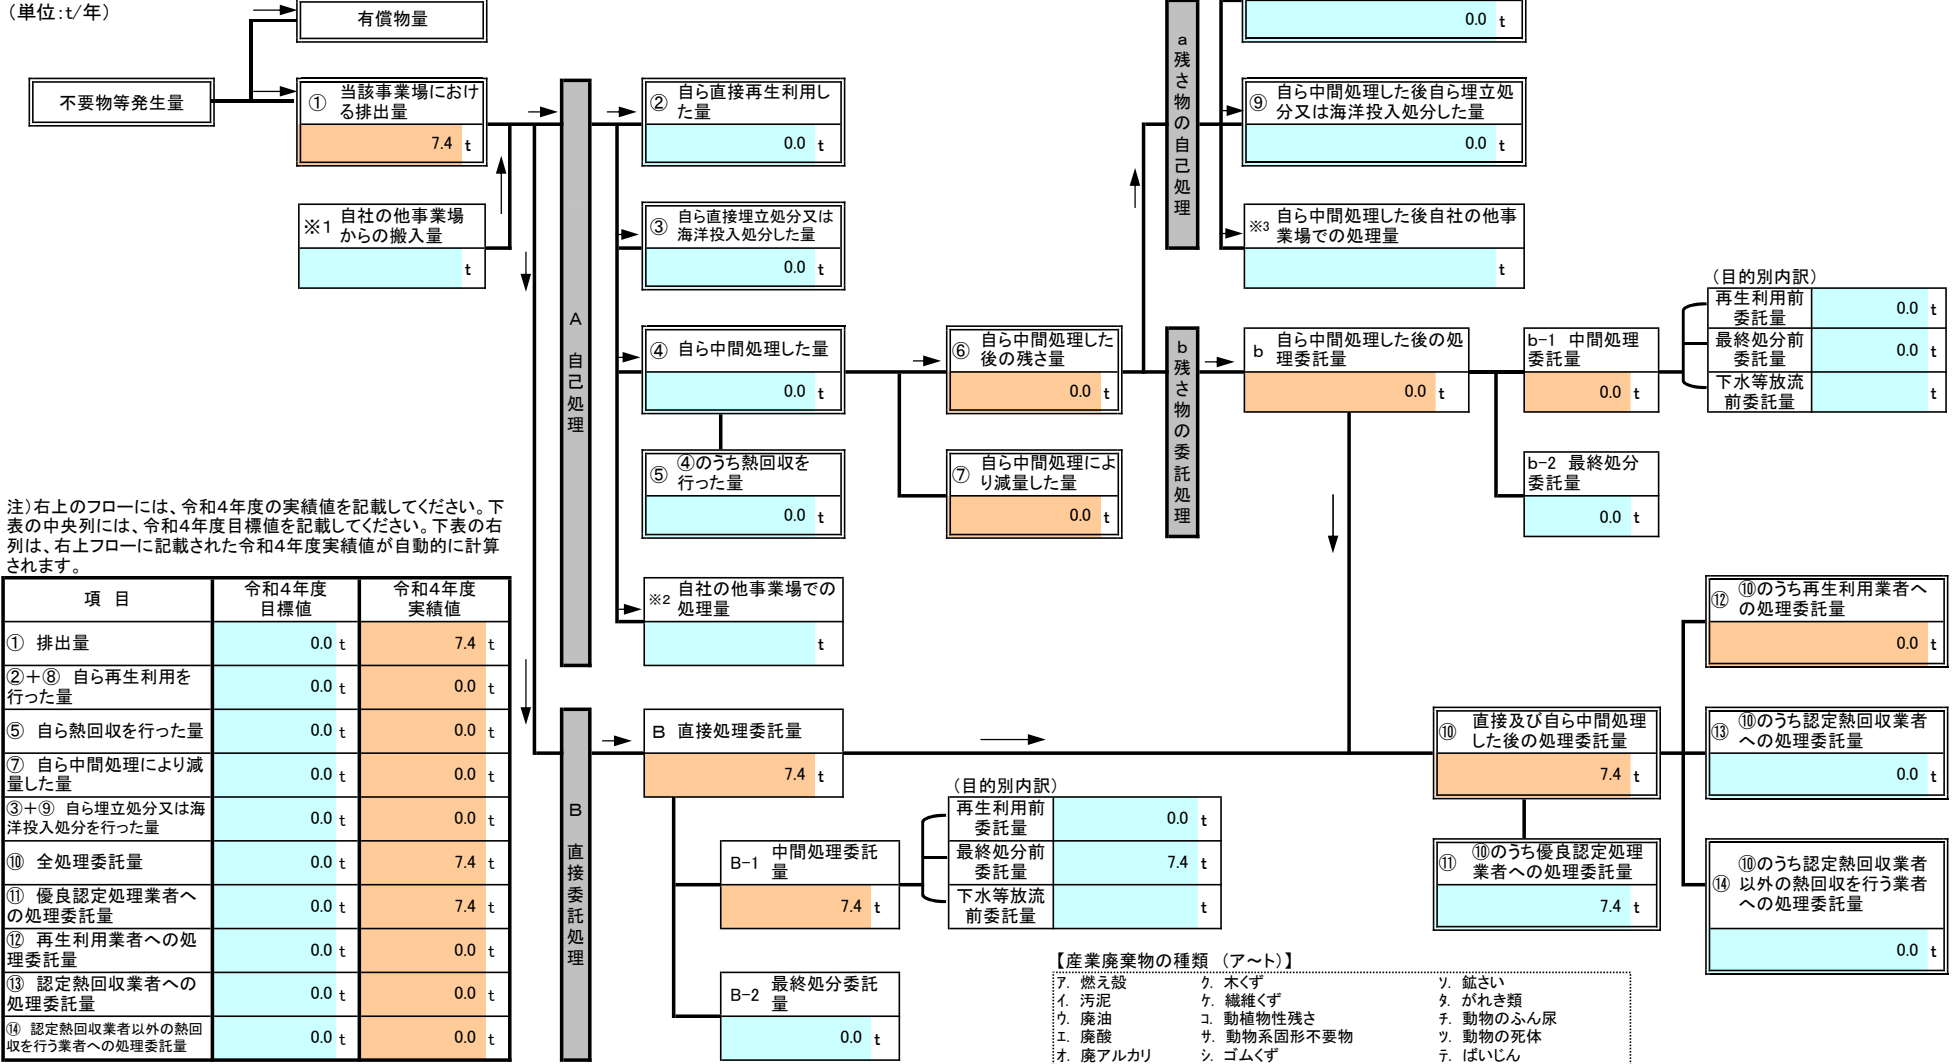 (単位:t/年)
有償物量
不要物等発生量
① 当該事業場におけ
る排出量
7.4 t
※1 自社の他事業場
からの搬入量
t
A
自
己
処
理
② 自ら直接再生利用し
た量
0.0 t
③ 自ら直接埋立処分又は
海洋投入処分した量
0.0 t
④ 自ら中間処理した量
0.0 t
⑤ ④のうち熱回収を
行った量
0.0 t
※2 自社の他事業場での
処理量
t
⑥ 自ら中間処理した
後の残さ量
0.0 t
⑦ 自ら中間処理によ
り減量した量
0.0 t
a
残
さ
物
の
自
己
処
理
0.0 t
⑨ 自ら中間処理した後自ら埋立処
分又は海洋投入処分した量
0.0 t
※3 自ら中間処理した後自社の他事
業場での処理量
t
b
残
さ
物
の
委
託
処
理
b 自ら中間処理した後の処
理委託量
0.0 t
b-1 中間処理
委託量
0.0 t
b-2 最終処分
委託量
0.0 t
(目的別内訳)
再生利用前
委託量 0.0 t
最終処分前
委託量 0.0 t
下水等放流
前委託量 t
注)右上のフローには、令和4年度の実績値を記載してください。下
表の中央列には、令和4年度目標値を記載してください。下表の右
列は、右上フローに記載された令和4年度実績値が自動的に計算
されます。
項 目 令和4年度 令和4年度
目標値 実績値
① 排出量 0.0 t 7.4 t
②+⑧ 自ら再生利用を
行った量 0.0 t 0.0 t
⑤ 自ら熱回収を行った量 0.0 t 0.0 t
⑦ 自ら中間処理により減
量した量 0.0 t 0.0 t
③+⑨ 自ら埋立処分又は海
洋投入処分を行った量 0.0 t 0.0 t
⑩ 全処理委託量 0.0 t 7.4 t
⑪ 優良認定処理業者へ
の処理委託量 0.0 t 7.4 t
⑫ 再生利用業者への処
理委託量 0.0 t 0.0 t
⑬ 認定熱回収業者への
処理委託量 0.0 t 0.0 t
⑭ 認定熱回収業者以外の熱回
収を行う業者への処理委託量 0.0 t 0.0 t
B
直
接
委
託
処
理
B 直接処理委託量
7.4 t
B-1 中間処理委託
量
7.4 t
B-2 最終処分委託
量
0.0 t
(目的別内訳)
再生利用前
委託量 0.0 t
最終処分前
委託量 7.4 t
下水等放流
前委託量 t
⑩ 直接及び自ら中間処理
した後の処理委託量
7.4 t
⑪ ⑩のうち優良認定処理
業者への処理委託量
7.4 t
⑫ ⑩のうち再生利用業者へ
の処理委託量
0.0 t
⑬ ⑩のうち認定熱回収業者
への処理委託量
0.0 t
⑭ ⑩のうち認定熱回収業者
以外の熱回収を行う業者
への処理委託量
0.0 t
【産業廃棄物の種類 (ア~ト)】
ア. 燃え殻 ク. 木くず ソ. 鉱さい
イ. 汚泥 ケ. 繊維くず タ. がれき類
ウ. 廃油 コ. 動植物性残さ チ. 動物のふん尿
エ. 廃酸 サ. 動物系固形不要物 ツ. 動物の死体
オ. 廃アルカリ シ. ゴムくず テ. ばいじん